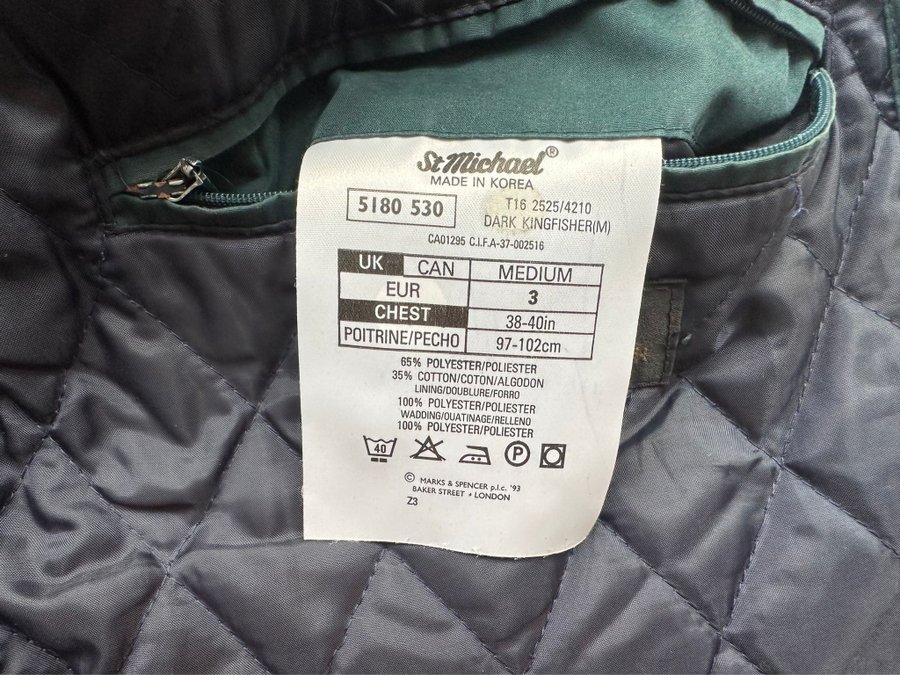 St Michael®
MADE IN KOREA
5180 530
T16 2525/4210
DARK KINGFISHER(M)
CA01295 C.I.F.A-37-002516
UK CAN MEDIUM
EUR 3
CHEST 38-40in
POITRINE/PECHO 97-102cm
65% POLYESTER/POLIESTER
35% COTTON/COTON/ALGODON
LINING/DOUBLURE/FORRO
100% POLYESTER/POLIESTER
WADDING/OUATINAGE/RELLENO
100% POLYESTER/POLIESTER
40 P
© MARKS & SPENCER p.l.c. '93
BAKER STREET • LONDON
Z3